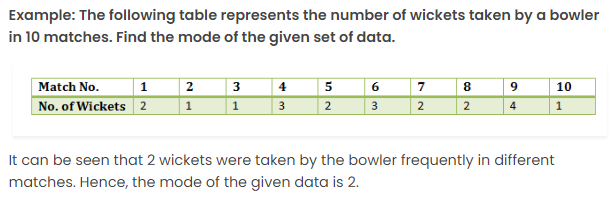 Example: The following table represents the number of wickets taken by a bowler
in 10 matches. Find the mode of the given set of data.
Match No. 1 2 3 4 5 6 7 8 9 10
No. of Wickets 2 1 1 3 2 3 2 2 4 1
It can be seen that 2 wickets were taken by the bowler frequently in different
matches. Hence, the mode of the given data is 2.